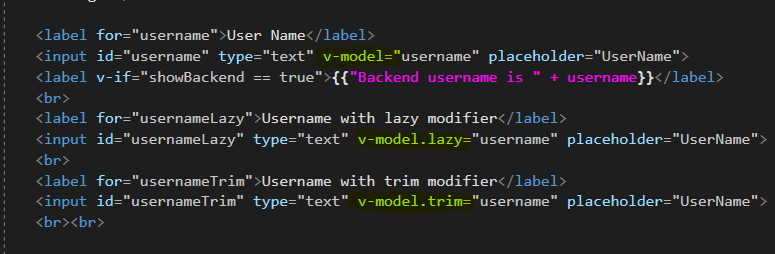 <label for="username">User Name</label>
<input id="username" type="text" v-model="username" placeholder="UserName">
<label v-if="showBackend == true">{{"Backend username is " + username}}</label>
<br>
<label for="usernameLazy">Username with lazy modifier</label>
<input id="usernameLazy" type="text" v-model.lazy="username" placeholder="UserName">
<br>
<label for="usernameTrim">Username with trim modifier</label>
<input id="usernameTrim" type="text" v-model.trim="username" placeholder="UserName">
<br><br>